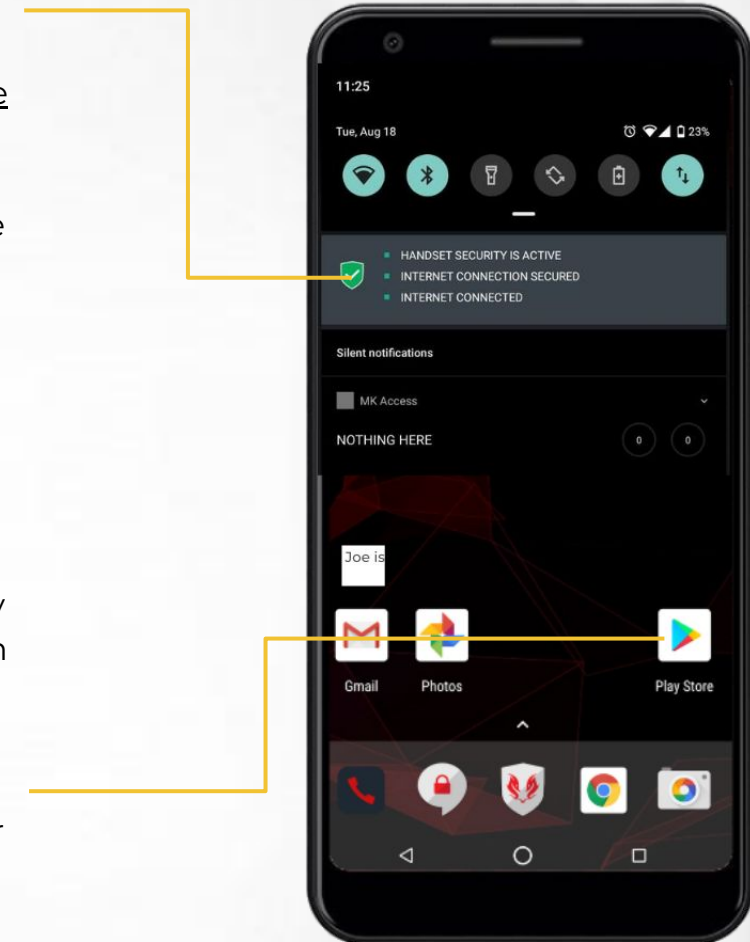 11:25
Tue, Aug 18 23%
HANDSET SECURITY IS ACTIVE
INTERNET CONNECTION SECURED
INTERNET CONNECTED
Silent notifications
MK Access
NOTHING HERE 0 0
Joe is
Gmail Photos Play Store